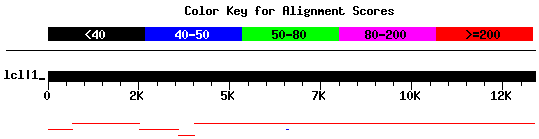 Color Key for Alignment Scores
<40 40-50 50-80 80-200 >=200
lcl|1_
0 2K 5K 7K 10K 12K